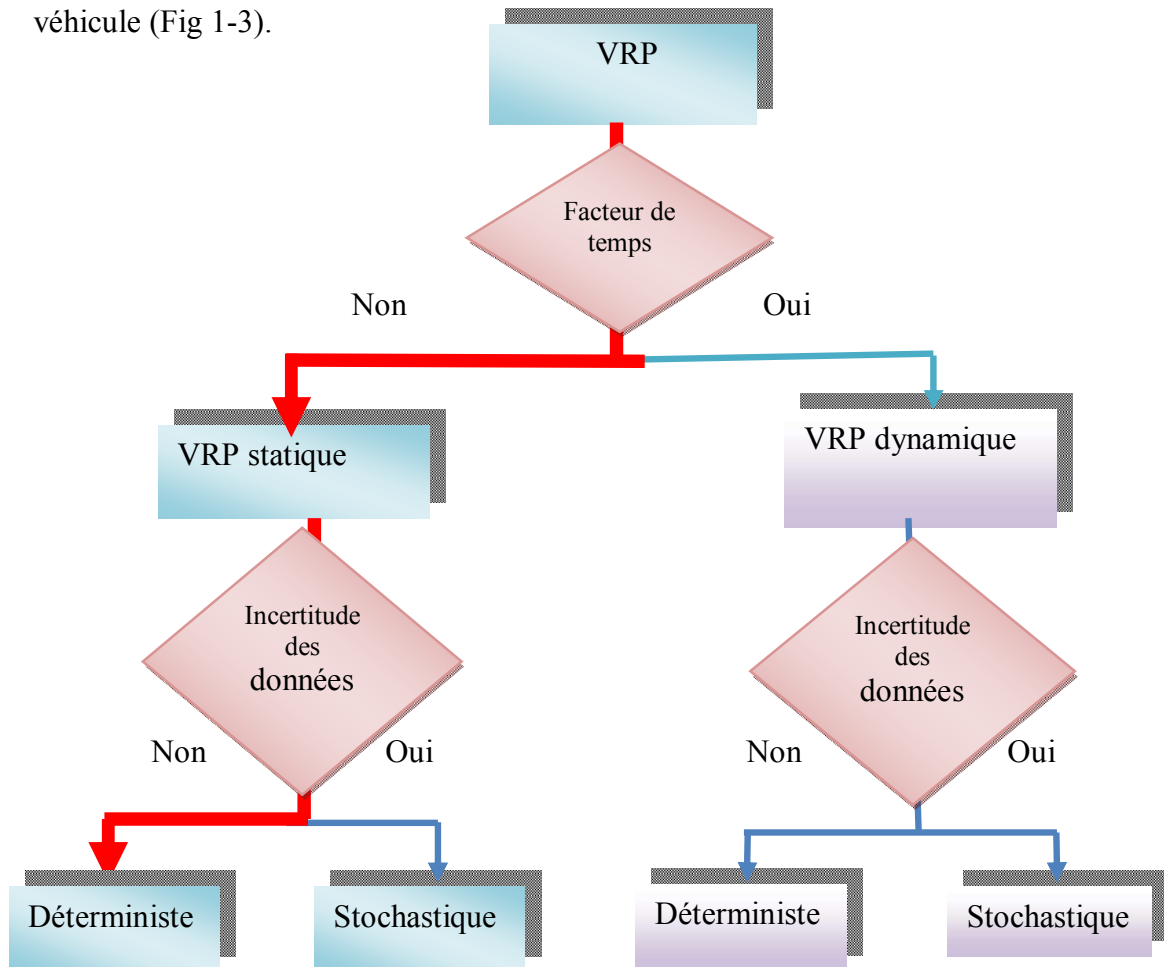 véhicule (Fig 1-3).
VRP
Facteur de
temps
Non
Oui
VRP statique
VRP dynamique
Incertitude
des
données
Incertitude
des
données
Non
Oui
Non
Oui
Déterministe
Stochastique
Déterministe
Stochastique